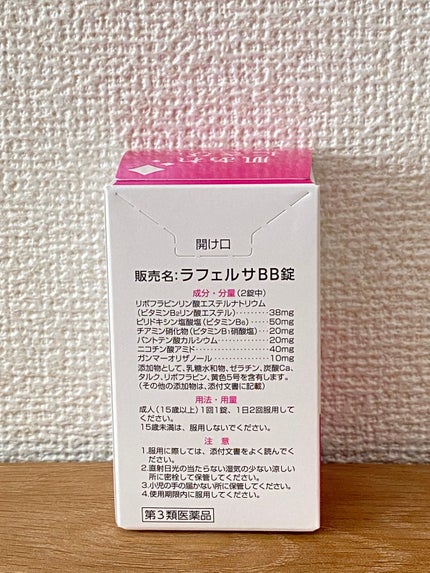 肌あれ
開け口
販売名:ラフェルサBB錠
成分・分量(2錠中)
リボフラビンリン酸エステルナトリウム
(ビタミンB₂リン酸エステル)………38mg
ピリドキシン塩酸塩(ビタミンB₆)……50mg
チアミン硝化物(ビタミンB₁硝酸塩)…20mg
パントテン酸カルシウム………………20mg
ニコチン酸アミド………………………40mg
ガンマーオリザノール…………………10mg
添加物として、乳糖水和物、ゼラチン、炭酸Ca、
タルク、リボフラビン、黄色5号を含有します。
(その他の添加物は、添付文書に記載)
用法・用量
成人(15歳以上)1回1錠、1日2回服用して
ください。
15歳未満は、服用しないでください。
注 意
1.服用に際しては、添付文書をよく読んでく
ださい。
2.直射日光の当たらない湿気の少ない涼しい
所に密栓して保管してください。
3.小児の手の届かない所に保管してください。
4.使用期限内に服用してください。
第3類医薬品